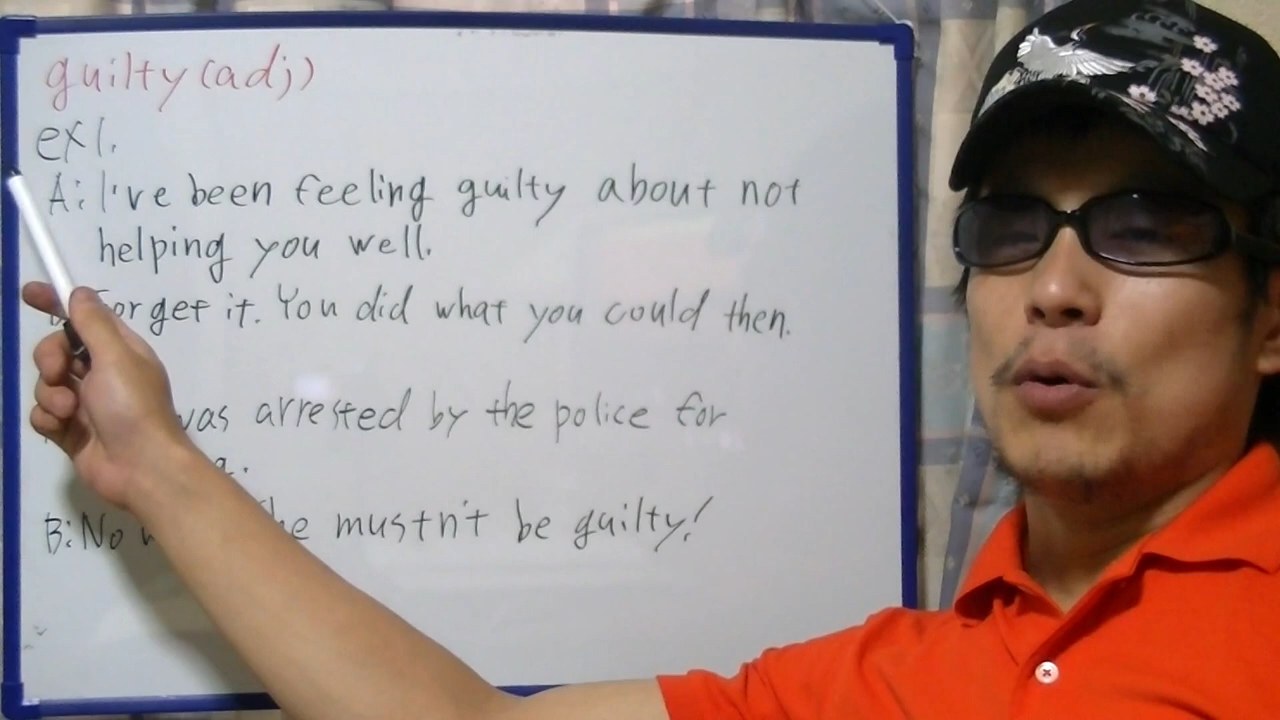 guilty (adj)
ex1.
A: I've been feeling guilty about not
helping you well.
Forget it. You did what you could then.
was arrested by the police for
B: No mustn't be guilty!